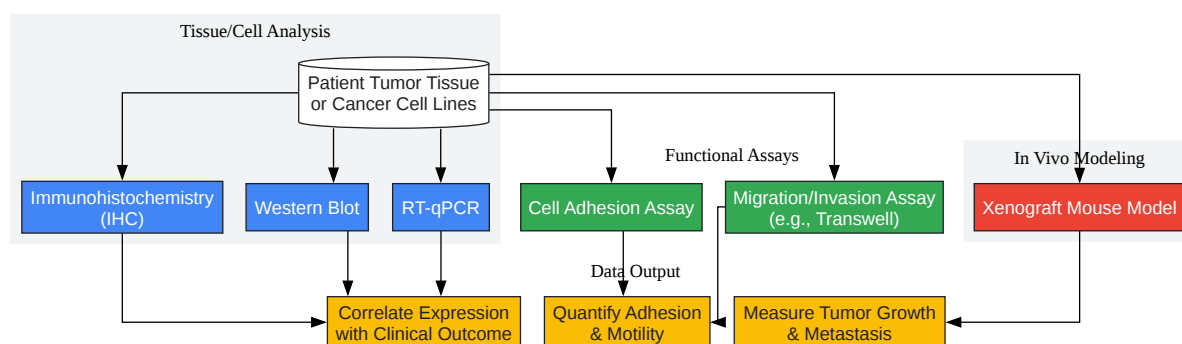 Tissue/Cell Analysis
Patient Tumor Tissue
or Cancer Cell Lines
Functional Assays
In Vivo Modeling
Immunohistochemistry
(IHC)
Western Blot
RT-qPCR
Cell Adhesion Assay
Migration/Invasion Assay
(e.g., Transwell)
Xenograft Mouse Model
Data Output
Correlate Expression
with Clinical Outcome
Quantify Adhesion
& Motility
Measure Tumor Growth
& Metastasis